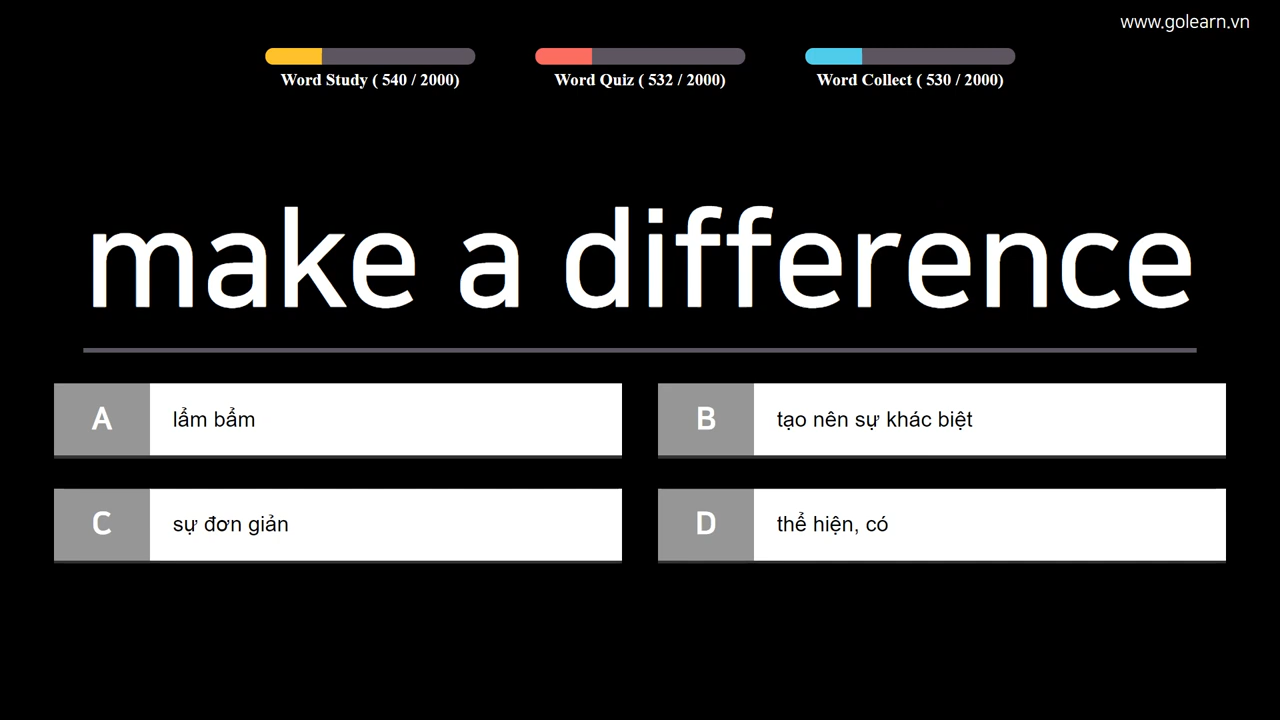 www.golearn.vn
Word Study ( 540 / 2000)
Word Quiz ( 532 / 2000)
Word Collect ( 530 / 2000)
make a difference
A lẩm bẩm
B tạo nên sự khác biệt
C sự đơn giản
D thể hiện, có